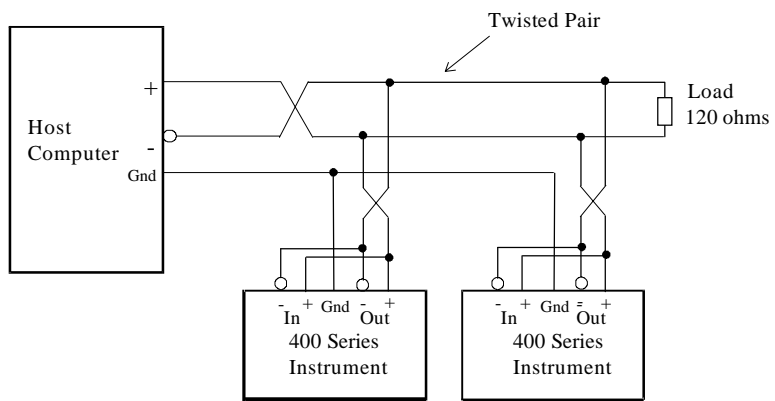 Twisted Pair
+
Load
120 ohms
Host
Computer
-
Gnd
- + Gnd - +
In Out
400 Series
Instrument
- + Gnd - +
In Out
400 Series
Instrument